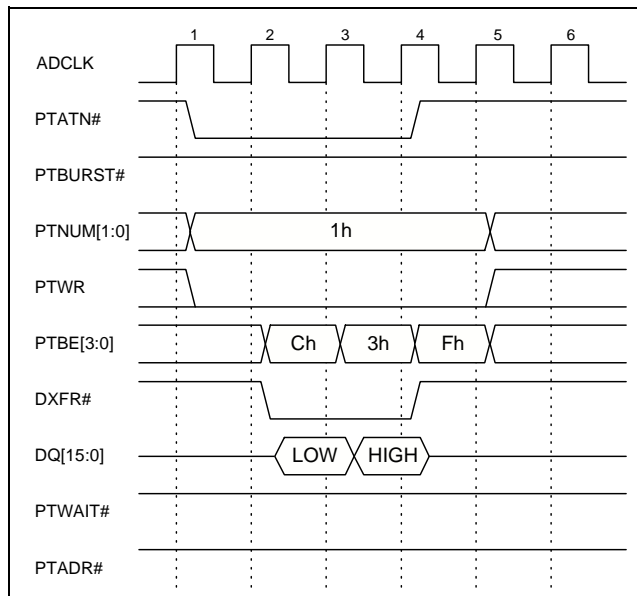 1 2 3 4 5 6
ADCLK
PTATN#
PTBURST#
PTNUM[1:0] 1h
PTWR
PTBE[3:0] Ch 3h Fh
DXFR#
DQ[15:0] LOW HIGH
PTWAIT#
PTADR#